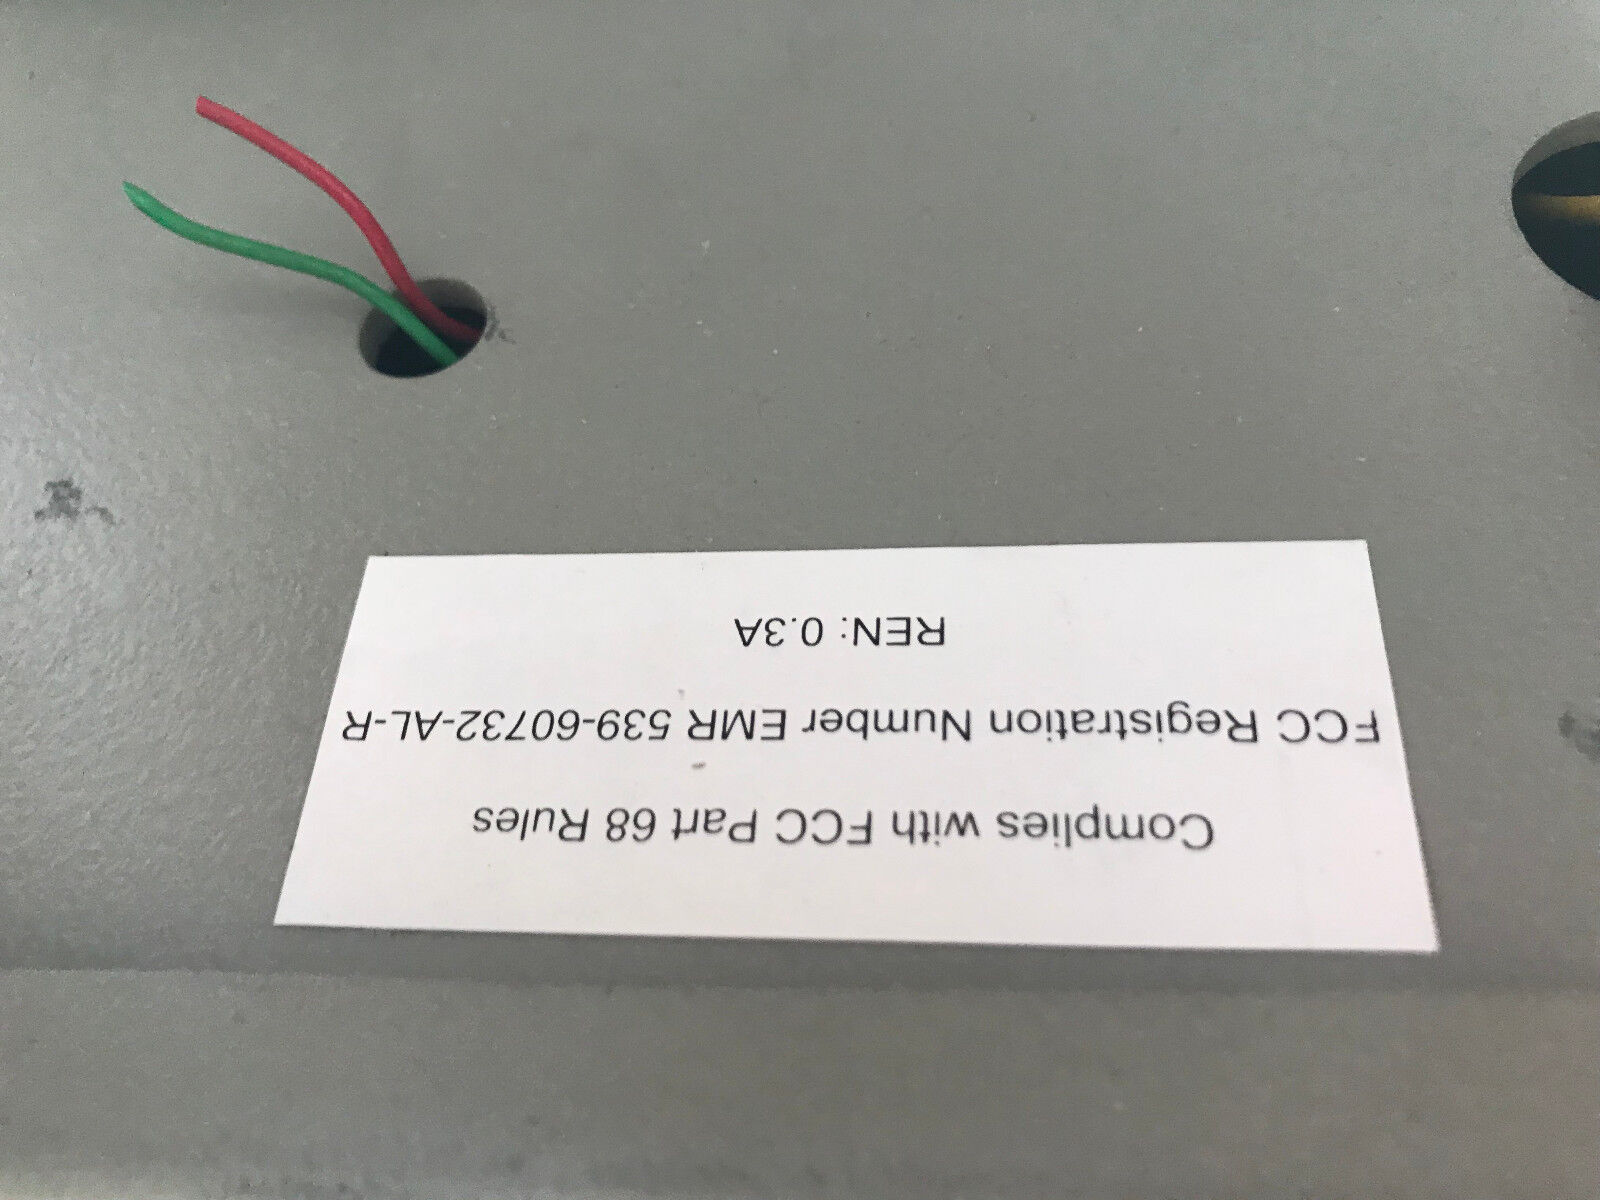 Complies with FCC Part 68 Rules
FCC Registration Number EMR 539-60732-AL-R
REN: 0.3A